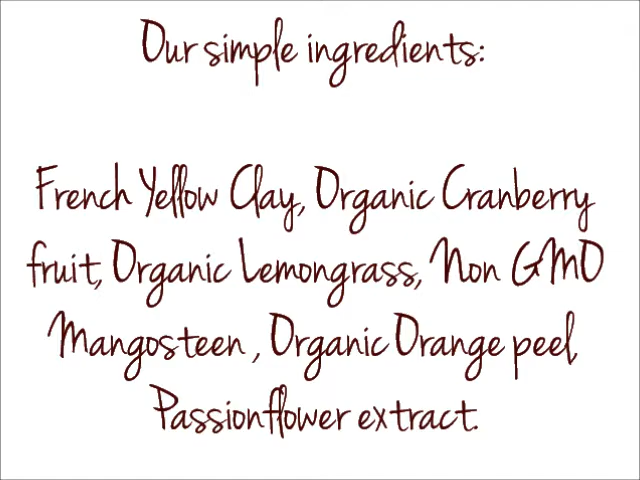 Our simple ingredients:
French Yellow Clay, Organic Cranberry
fruit, Organic Lemongrass, Non GMO
Mangosteen , Organic Orange peel,
Passionflower extract.